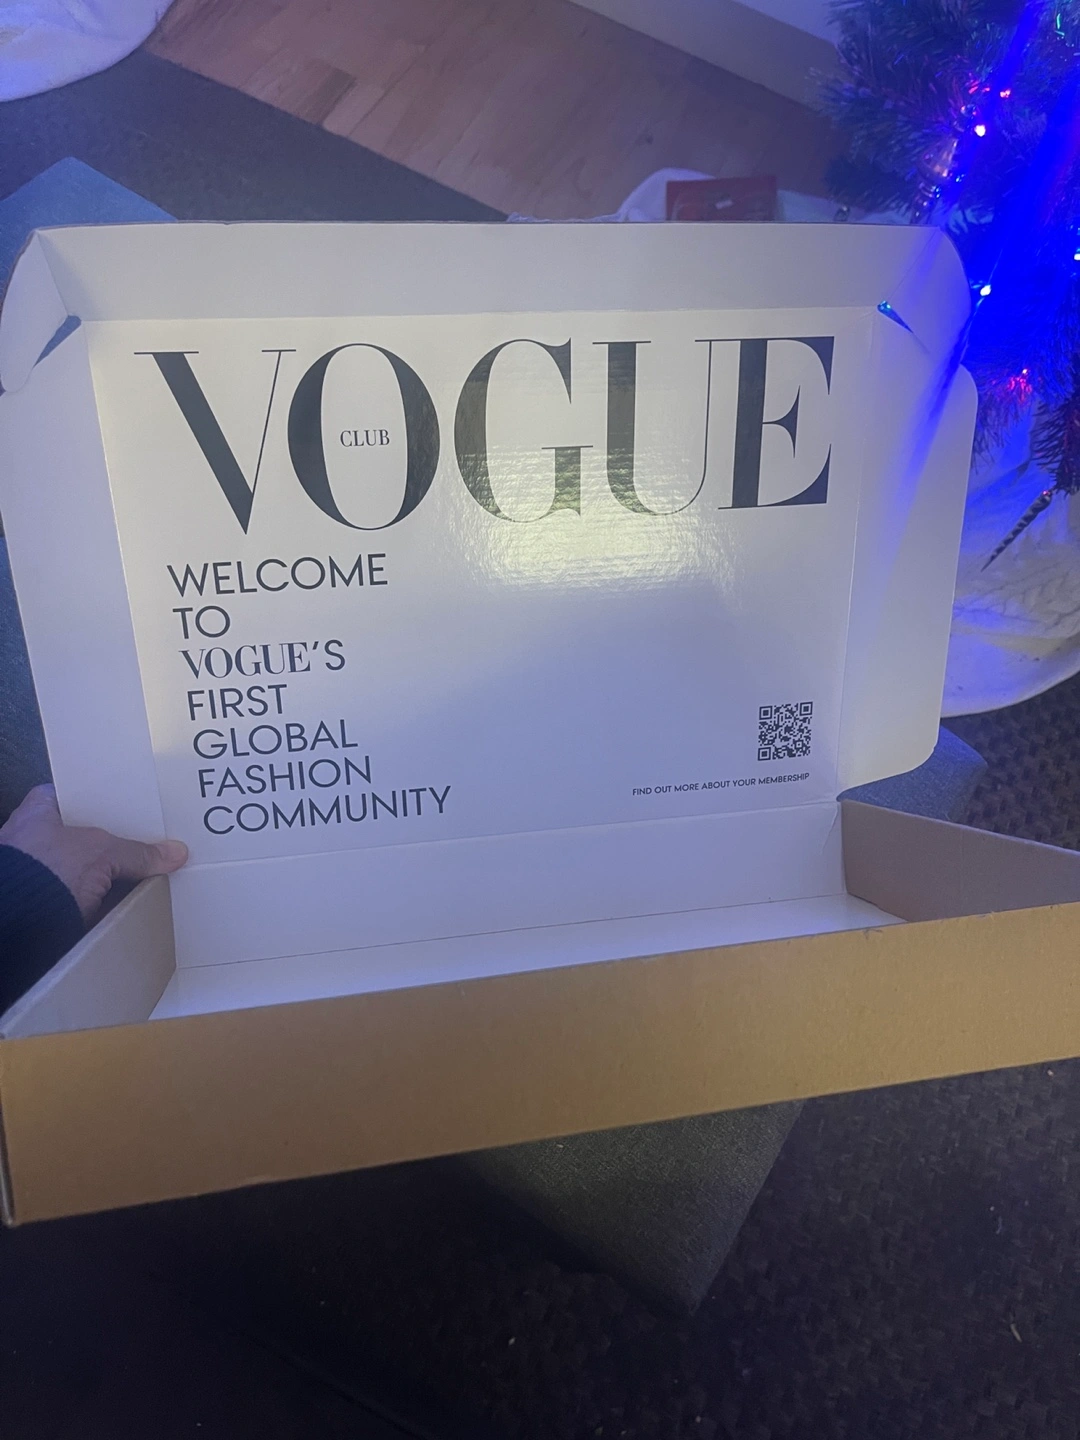 VOGUE
CLUB
WELCOME
TO
VOGUE'S
FIRST
GLOBAL
FASHION
COMMUNITY
FIND OUT MORE ABOUT YOUR MEMBERSHIP